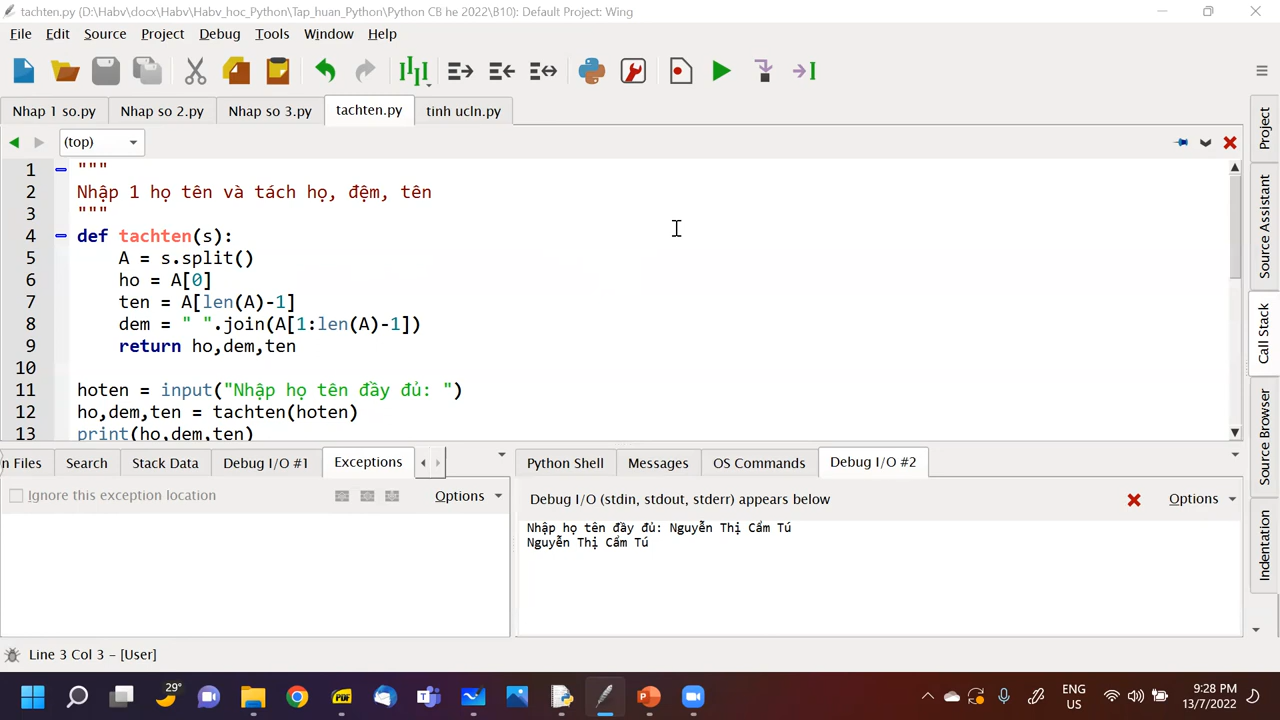 tachten.py (D:\Habv\docx\Habv\Habv_hoc_Python\Tap_huan_Python\Python CB he 2022\B10): Default Project: Wing
File Edit Source Project Debug Tools Window Help
Nhap 1 so.py Nhap so 2.py Nhap so 3.py tachten.py tinh ucln.py
(top)
1 """
2 Nhập 1 họ tên và tách họ, đệm, tên
3 """
4 def tachten(s):
5 A = s.split()
6 ho = A[0]
7 ten = A[len(A)-1]
8 dem = " ".join(A[1:len(A)-1])
9 return ho,dem,ten
10
11 hoten = input("Nhập họ tên đầy đủ: ")
12 ho,dem,ten = tachten(hoten)
13 print(ho,dem,ten)
Project
Source Assistant
Call Stack
Source Browser
Indentation
n Files Search Stack Data Debug I/O #1 Exceptions
Ignore this exception location Options
Python Shell Messages OS Commands Debug I/O #2
Debug I/O (stdin, stdout, stderr) appears below Options
Nhập họ tên đầy đủ: Nguyễn Thị Cẩm Tú
Nguyễn Thị Cẩm Tú
Line 3 Col 3 – [User]
29°
PDF
ENG
US
9:28 PM
13/7/2022